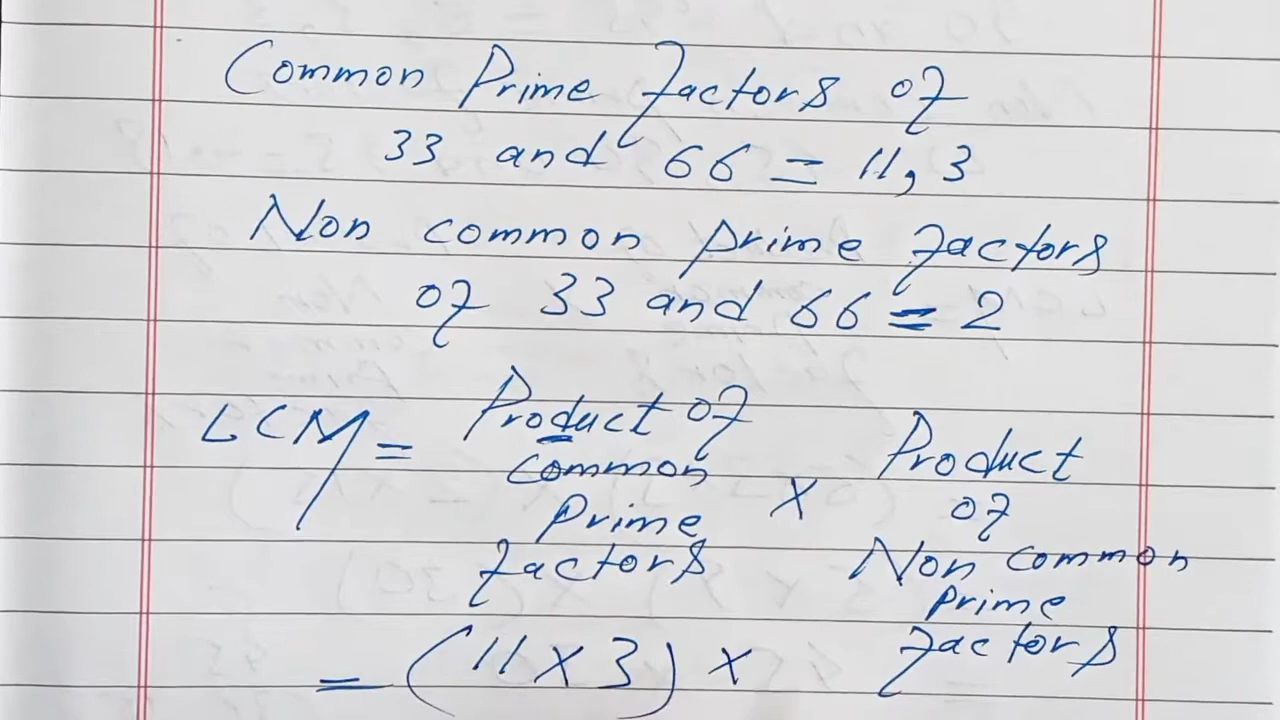 Common Prime factors of
33 and 66 = 11, 3
Non common prime factors
of 33 and 66 = 2
LCM = Product of common Prime factors × Product of Non common prime factors
= (11 × 3) ×